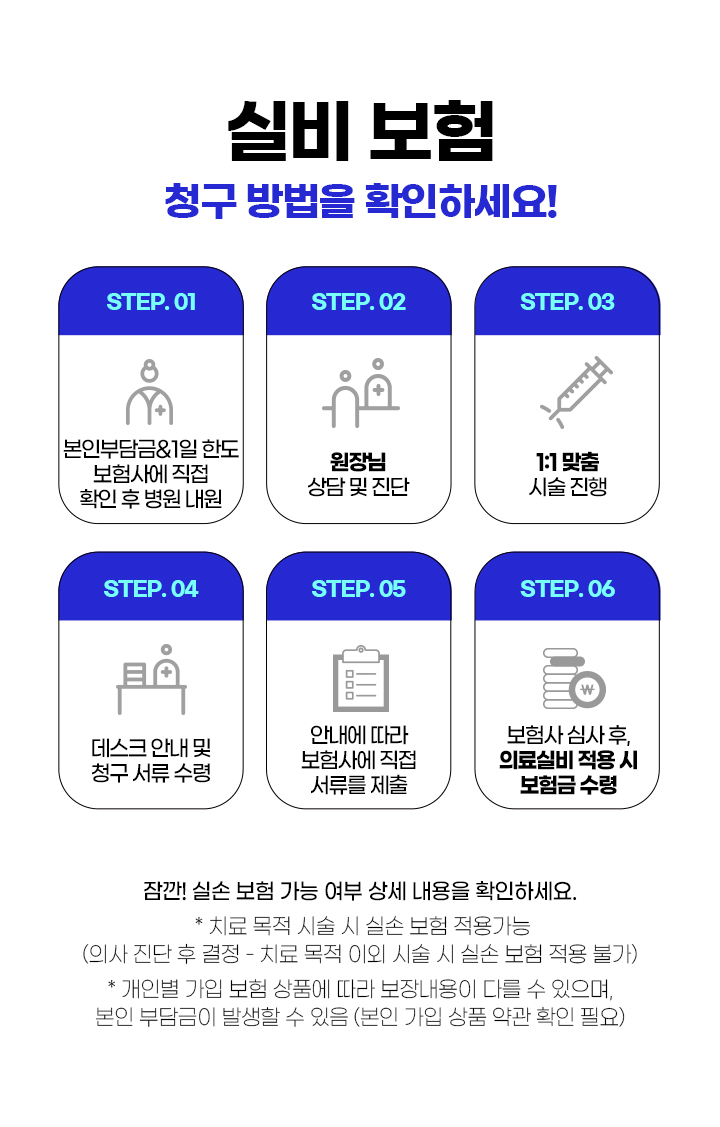 실비 보험
청구 방법을 확인하세요!
STEP. 01
본인부담금&1일 한도
보험사에 직접
확인 후 병원 내원
STEP. 02
원장님
상담 및 진단
STEP. 03
1:1 맞춤
시술 진행
STEP. 04
데스크 안내 및
청구 서류 수령
STEP. 05
안내에 따라
보험사에 직접
서류를 제출
STEP. 06
₩
보험사 심사 후,
의료실비 적용 시
보험금 수령
잠깐! 실손 보험 가능 여부 상세 내용을 확인하세요.
* 치료 목적 시술 시 실손 보험 적용가능
(의사 진단 후 결정 - 치료 목적 이외 시술 시 실손 보험 적용 불가)
* 개인별 가입 보험 상품에 따라 보장내용이 다를 수 있으며,
본인 부담금이 발생할 수 있음 (본인 가입 상품 약관 확인 필요)